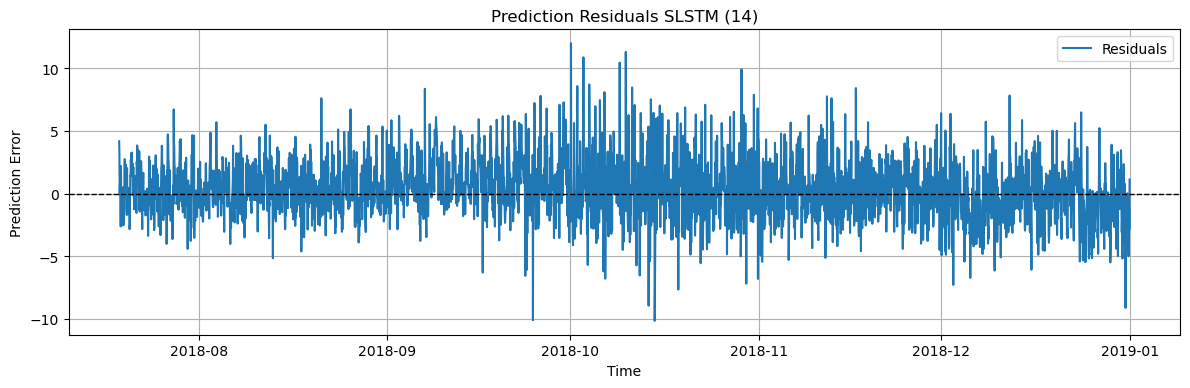 Prediction Residuals SLSTM (14)
Residuals
Prediction Error
10
5
0
−5
−10
2018-08
2018-09
2018-10
2018-11
2018-12
2019-01
Time